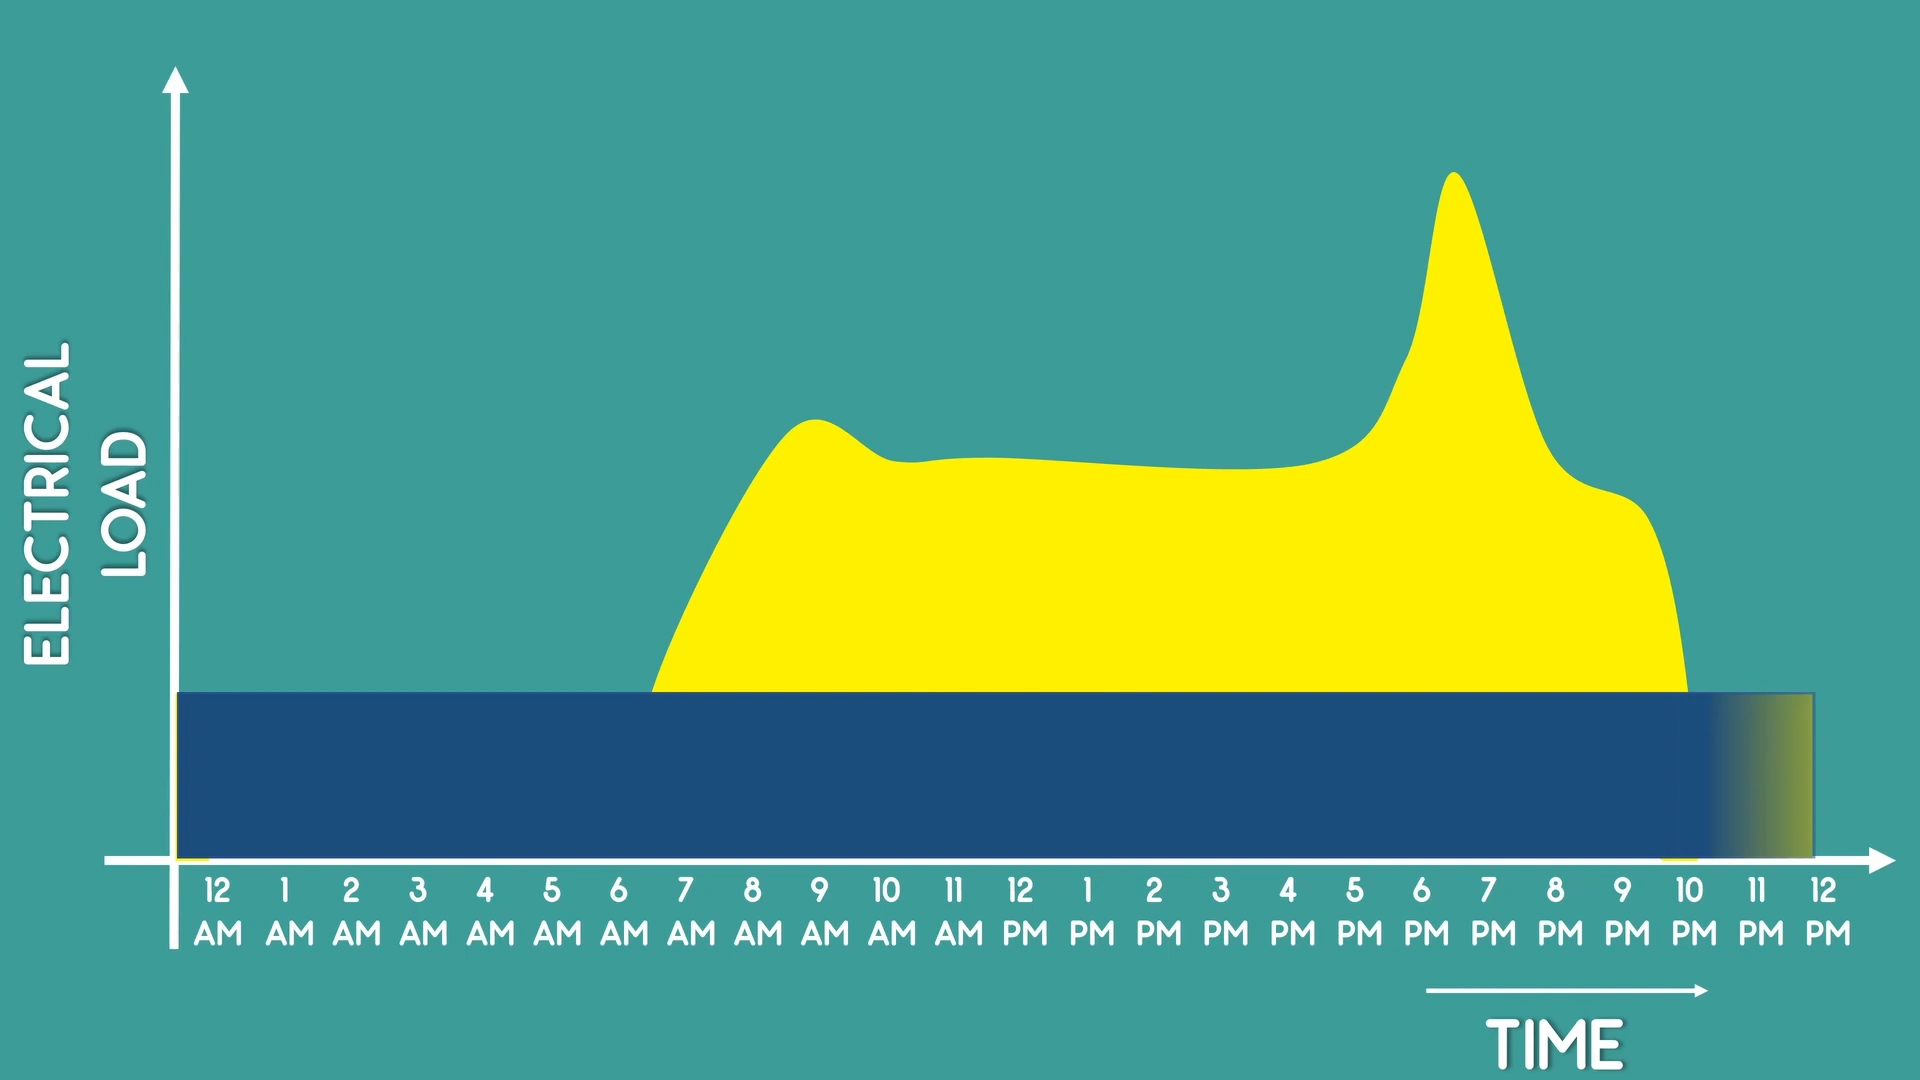 ELECTRICAL
LOAD
12 1 2 3 4 5 6 7 8 9 10 11 12 1 2 3 4 5 6 7 8 9 10 11 12
AM AM AM AM AM AM AM AM AM AM AM AM PM PM PM PM PM PM PM PM PM PM PM PM PM
TIME